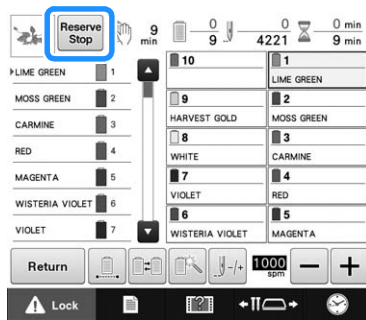 Reserve
Stop
9
min
0
9
0
4221
0 min
9 min
LIME GREEN 1
MOSS GREEN 2
CARMINE 3
RED 4
MAGENTA 5
WISTERIA VIOLET 6
VIOLET 7
10
1
LIME GREEN
9
HARVEST GOLD
2
MOSS GREEN
8
WHITE
3
CARMINE
7
VIOLET
4
RED
6
WISTERIA VIOLET
5
MAGENTA
Return
-/+
1000
spm
− +
Lock
?